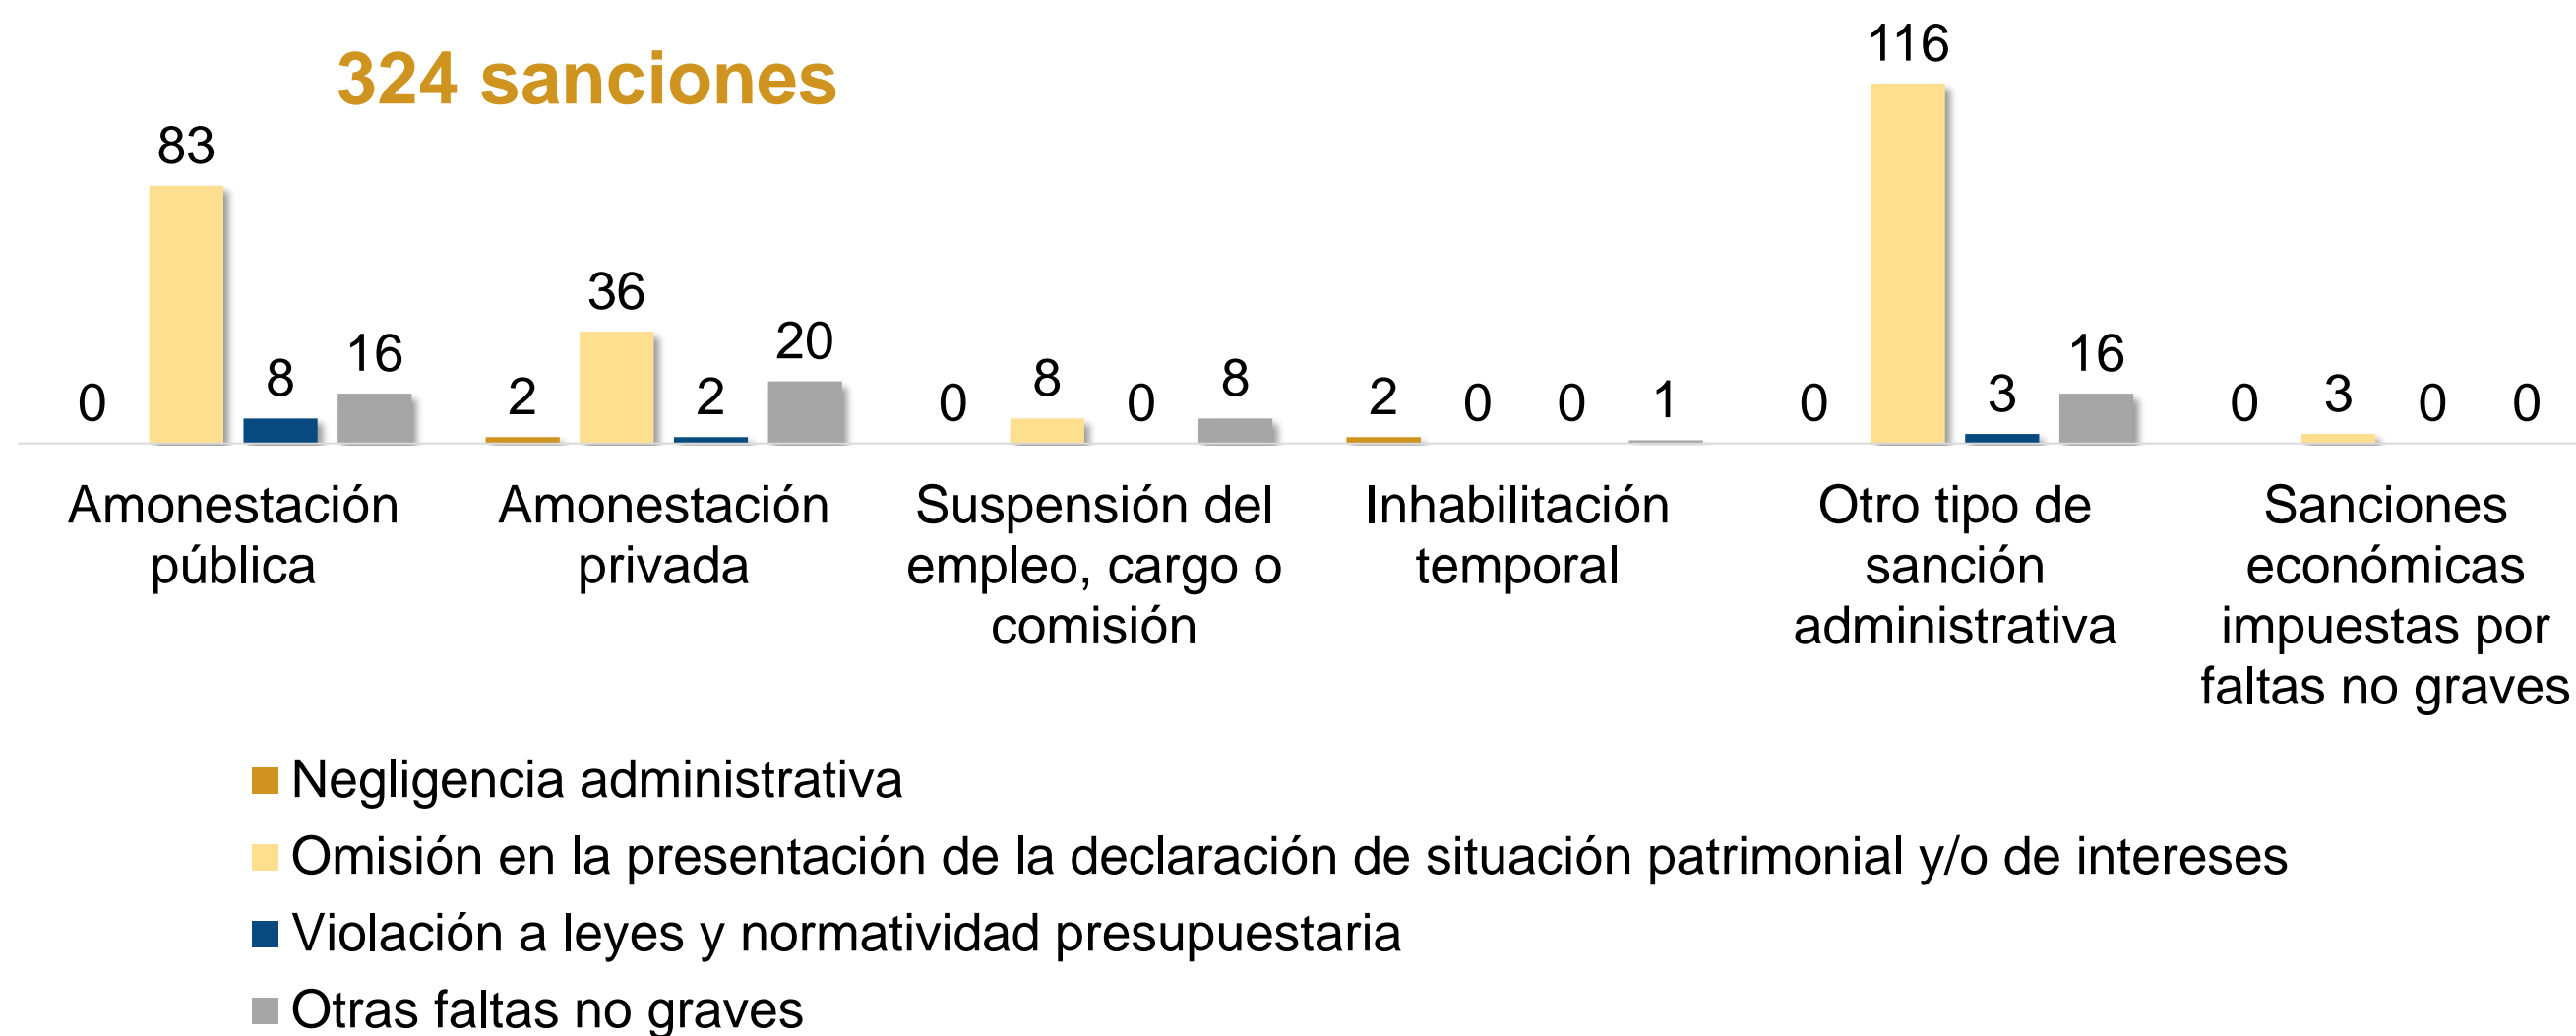 324 sanciones
0 83 8 16
2 36 2 20
0 8 0 8
2 0 0 1
0 116 3 16
0 3 0 0
Amonestación
pública
Amonestación
privada
Suspensión del
empleo, cargo o
comisión
Inhabilitación
temporal
Otro tipo de
sanción
administrativa
Sanciones
económicas
impuestas por
faltas no graves
Negligencia administrativa
Omisión en la presentación de la declaración de situación patrimonial y/o de intereses
Violación a leyes y normatividad presupuestaria
Otras faltas no graves